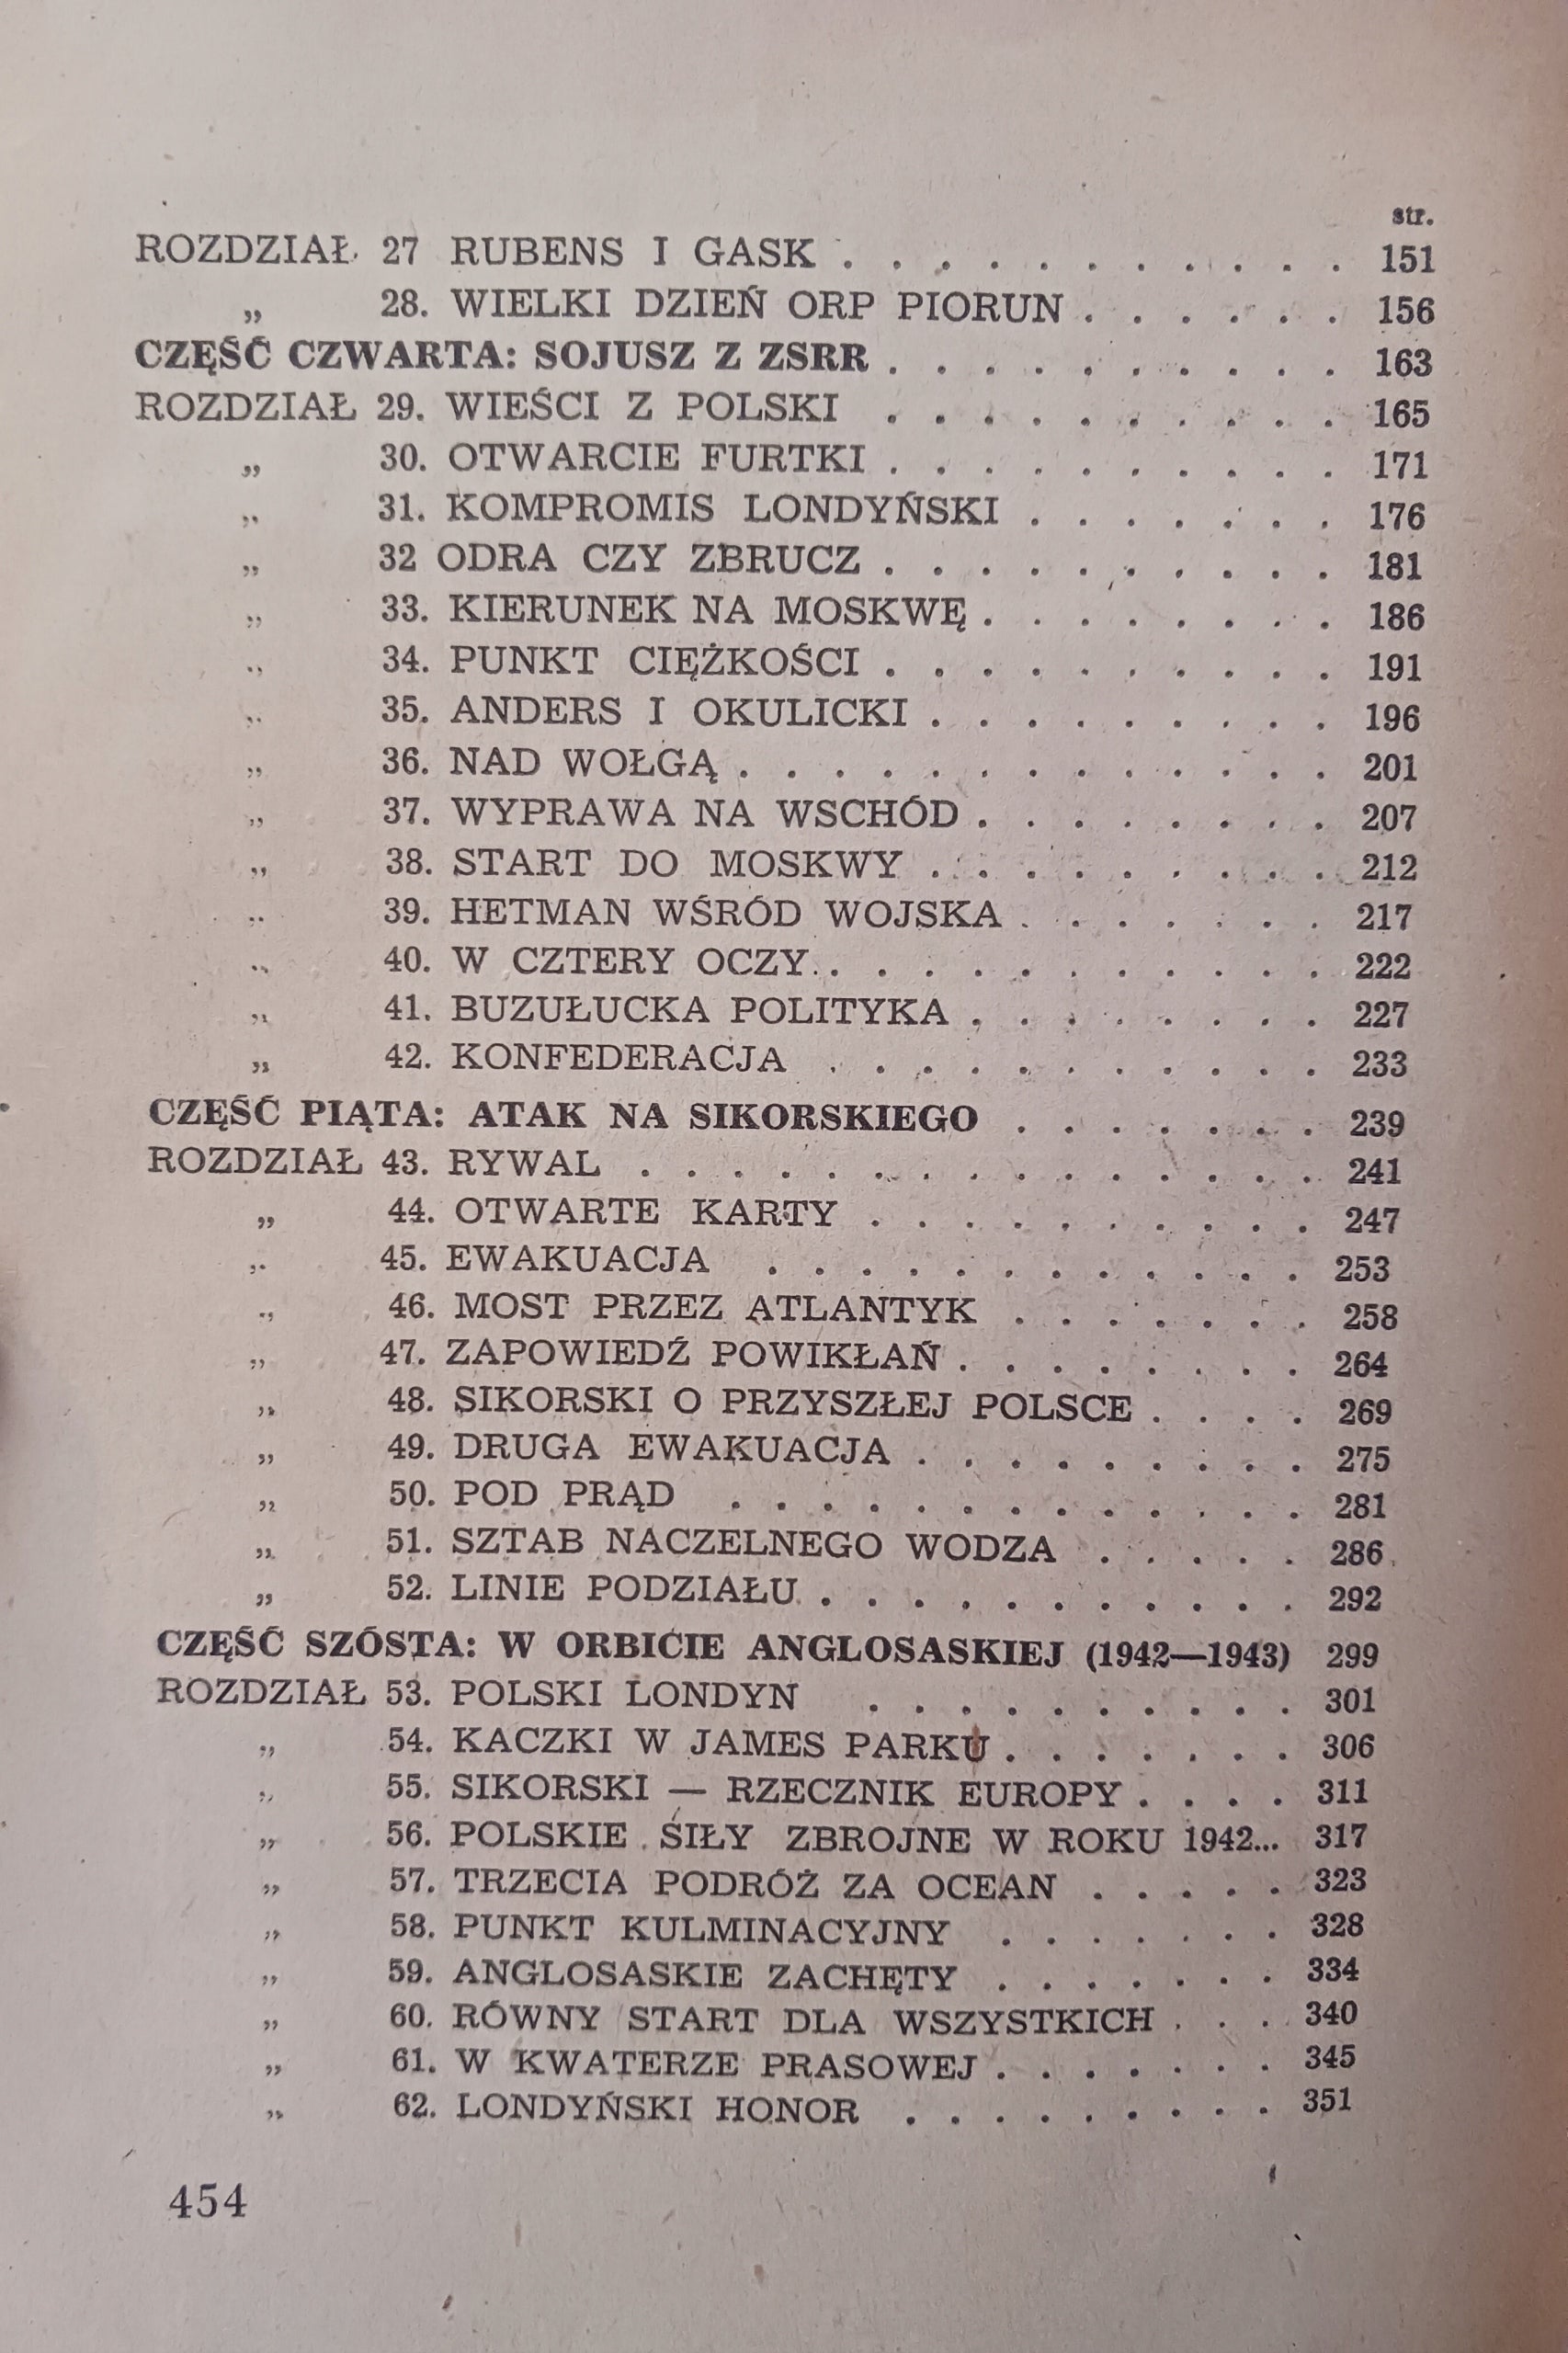 str.
ROZDZIAŁ 27 RUBENS I GASK . . . . . . . . . . . 151
„ 28. WIELKI DZIEŃ ORP PIORUN . . . . . . 156
CZĘŚĆ CZWARTA: SOJUSZ Z ZSRR . . . . . . . . . . 163
ROZDZIAŁ 29. WIEŚCI Z POLSKI . . . . . . . . . . 165
„ 30. OTWARCIE FURTKI . . . . . . . . . . 171
„ 31. KOMPROMIS LONDYŃSKI . . . . . . . 176
„ 32 ODRA CZY ZBRUCZ . . . . . . . . . . 181
„ 33. KIERUNEK NA MOSKWĘ . . . . . . . . 186
„ 34. PUNKT CIĘŻKOŚCI . . . . . . . . . . 191
„ 35. ANDERS I OKULICKI . . . . . . . . . 196
„ 36. NAD WOŁGĄ . . . . . . . . . . . . . 201
„ 37. WYPRAWA NA WSCHÓD . . . . . . . . 207
„ 38. START DO MOSKWY . . . . . . . . . 212
„ 39. HETMAN WŚRÓD WOJSKA . . . . . . . 217
„ 40. W CZTERY OCZY . . . . . . . . . . . 222
„ 41. BUZUŁUCKA POLITYKA . . . . . . . . 227
„ 42. KONFEDERACJA . . . . . . . . . . . 233
CZĘŚĆ PIĄTA: ATAK NA SIKORSKIEGO . . . . . . . 239
ROZDZIAŁ 43. RYWAL . . . . . . . . . . . . . . . 241
„ 44. OTWARTE KARTY . . . . . . . . . . 247
„ 45. EWAKUACJA . . . . . . . . . . . . 253
„ 46. MOST PRZEZ ATLANTYK . . . . . . . 258
„ 47. ZAPOWIEDŹ POWIKŁAŃ . . . . . . . . 264
„ 48. SIKORSKI O PRZYSZŁEJ POLSCE . . . . 269
„ 49. DRUGA EWAKUACJA . . . . . . . . . 275
„ 50. POD PRĄD . . . . . . . . . . . . . 281
„ 51. SZTAB NACZELNEGO WODZA . . . . . 286
„ 52. LINIE PODZIAŁU . . . . . . . . . . . 292
CZĘŚĆ SZÓSTA: W ORBICIE ANGLOSASKIEJ (1942—1943) 299
ROZDZIAŁ 53. POLSKI LONDYN . . . . . . . . . . 301
„ 54. KACZKI W JAMES PARKU . . . . . . . 306
„ 55. SIKORSKI — RZECZNIK EUROPY . . . . 311
„ 56. POLSKIE SIŁY ZBROJNE W ROKU 1942... 317
„ 57. TRZECIA PODRÓŻ ZA OCEAN . . . . . 323
„ 58. PUNKT KULMINACYJNY . . . . . . . 328
„ 59. ANGLOSASKIE ZACHĘTY . . . . . . . 334
„ 60. RÓWNY START DLA WSZYSTKICH . . . 340
„ 61. W KWATERZE PRASOWEJ . . . . . . . 345
„ 62. LONDYŃSKI HONOR . . . . . . . . . 351
454